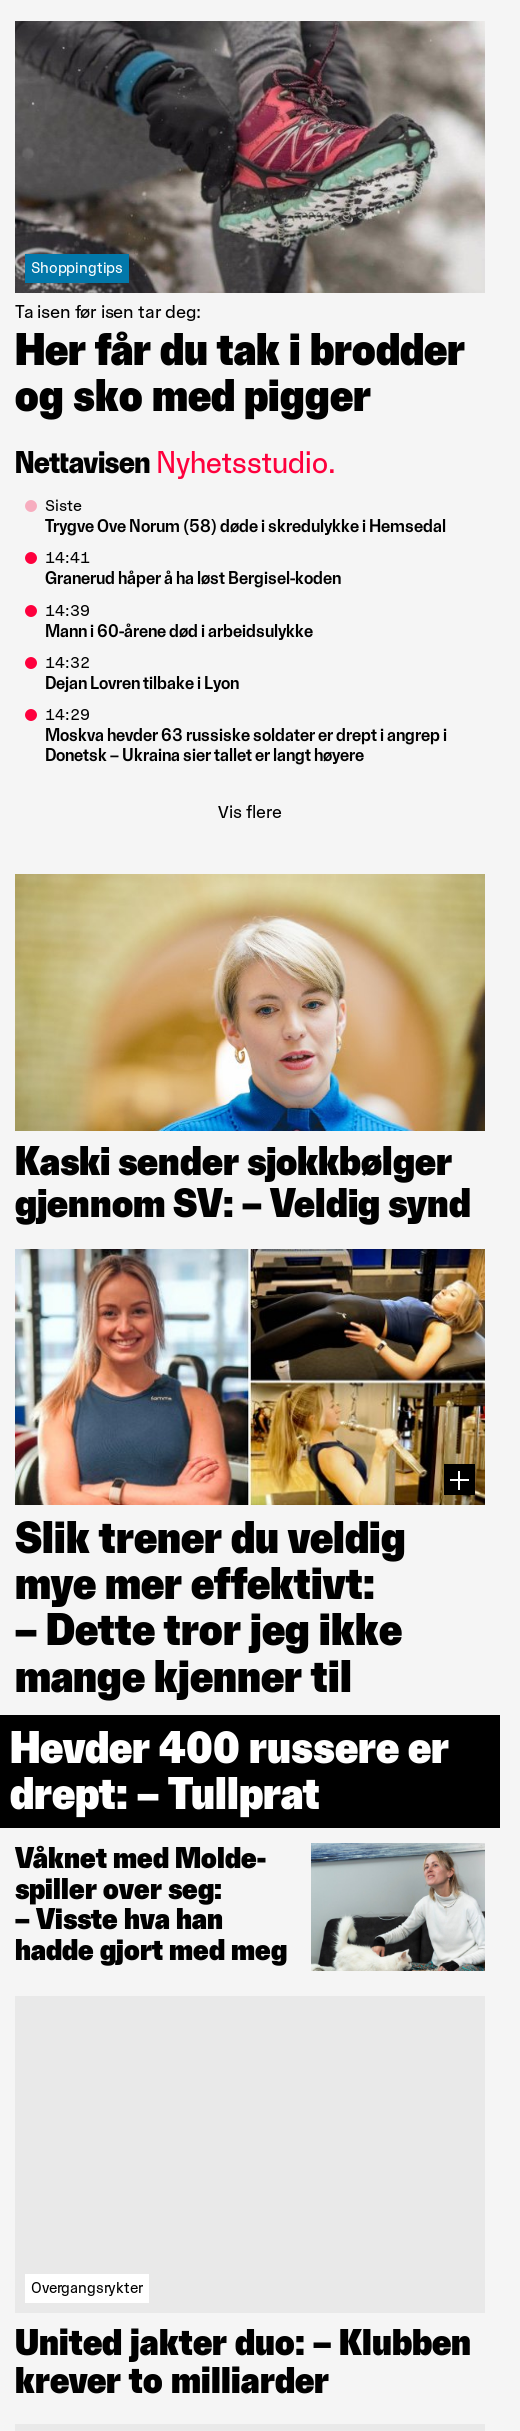 Shoppingtips
Ta isen før isen tar deg:
Her får du tak i brodder
og sko med pigger
Nettavisen Nyhetsstudio.
Siste
Trygve Ove Norum (58) døde i skredulykke i Hemsedal
14:41
Granerud håper å ha løst Bergisel-koden
14:39
Mann i 60-årene død i arbeidsulykke
14:32
Dejan Lovren tilbake i Lyon
14:29
Moskva hevder 63 russiske soldater er drept i angrep i
Donetsk – Ukraina sier tallet er langt høyere
Vis flere
Kaski sender sjokkbølger
gjennom SV: – Veldig synd
Slik trener du veldig
mye mer effektivt:
– Dette tror jeg ikke
mange kjenner til
Hevder 400 russere er
drept: – Tullprat
Våknet med Molde-
spiller over seg:
– Visste hva han
hadde gjort med meg
Overgangsrykter
United jakter duo: – Klubben
krever to milliarder